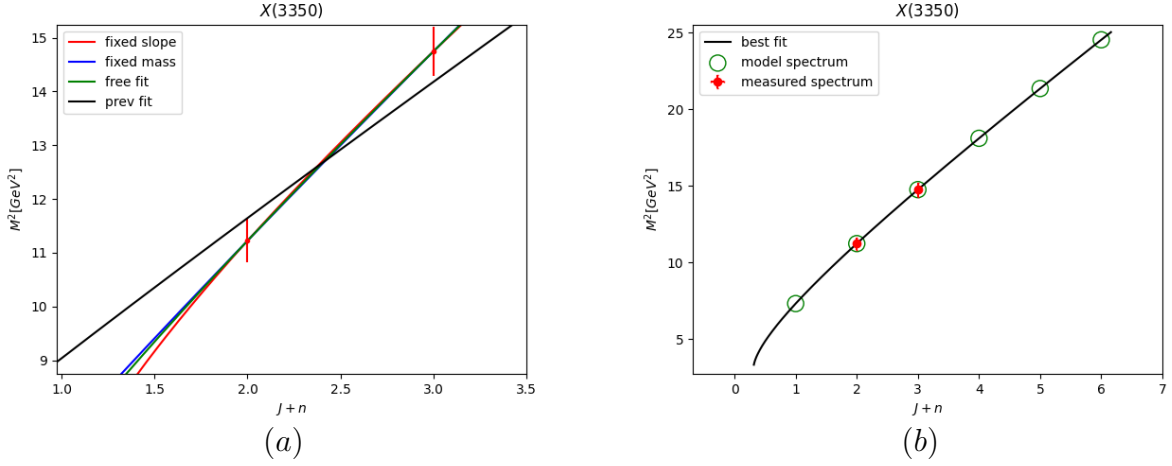 X(3350)
fixed slope
fixed mass
free fit
prev fit
M²[GeV²]
15
14
13
12
11
10
9
1.0 1.5 2.0 2.5 3.0 3.5
J + n
(a)
X(3350)
best fit
model spectrum
measured spectrum
M²[GeV²]
25
20
15
10
5
0 1 2 3 4 5 6 7
J + n
(b)